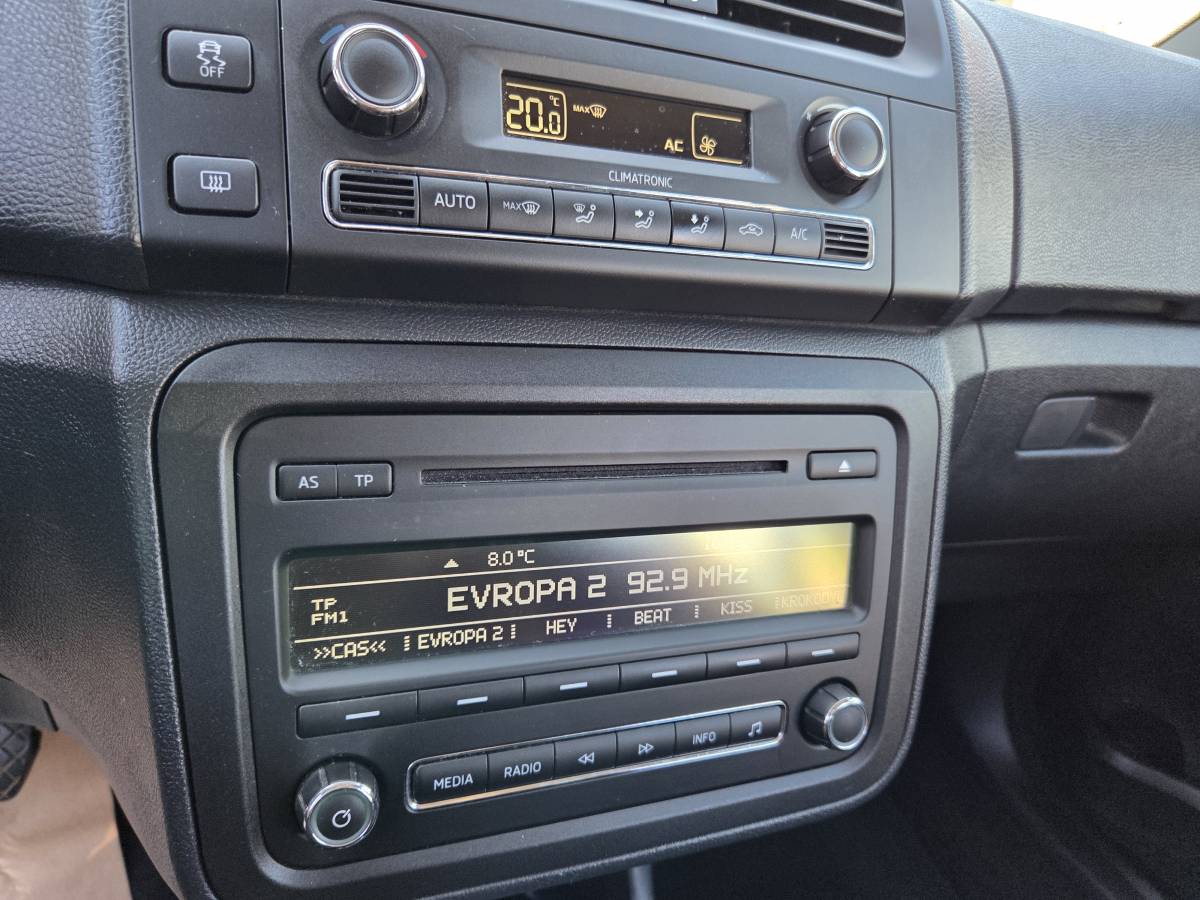 OFF
20.0 °C
MAX
AC
CLIMATRONIC
AUTO
MAX
A/C
AS
TP
8.0 °C
TP
EVROPA 2 92.9 MHz
FM1
>>CAS<< EVROPA 2 HEY BEAT KISS
MEDIA
RADIO
INFO